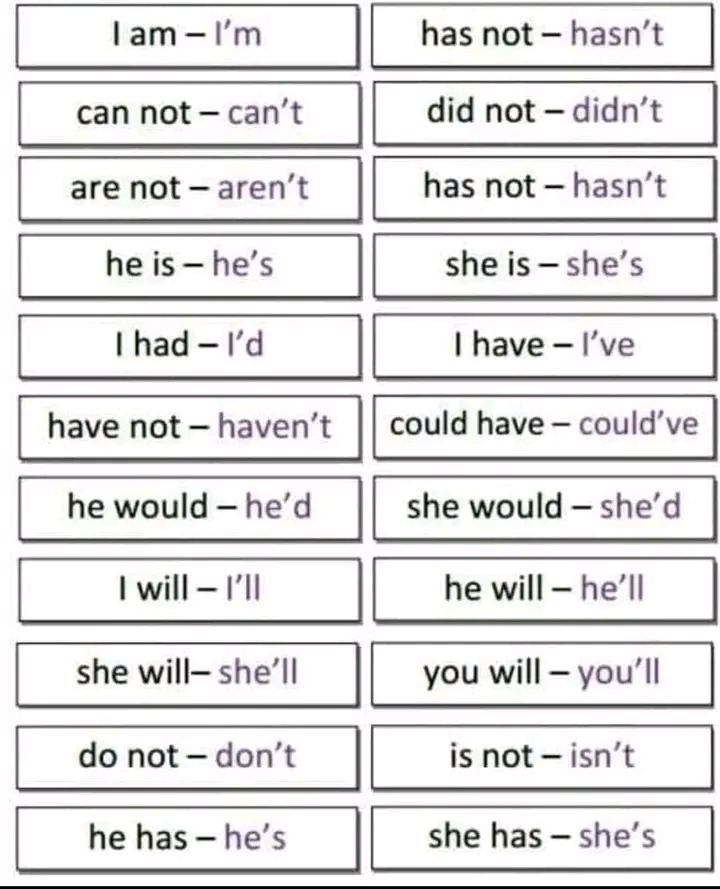 I am – I'm
has not – hasn't
can not – can't
did not – didn't
are not – aren't
has not – hasn't
he is – he's
she is – she's
I had – I'd
I have – I've
have not – haven't
could have – could've
he would – he'd
she would – she'd
I will – I'll
he will – he'll
she will– she'll
you will – you'll
do not – don't
is not – isn't
he has – he's
she has – she's